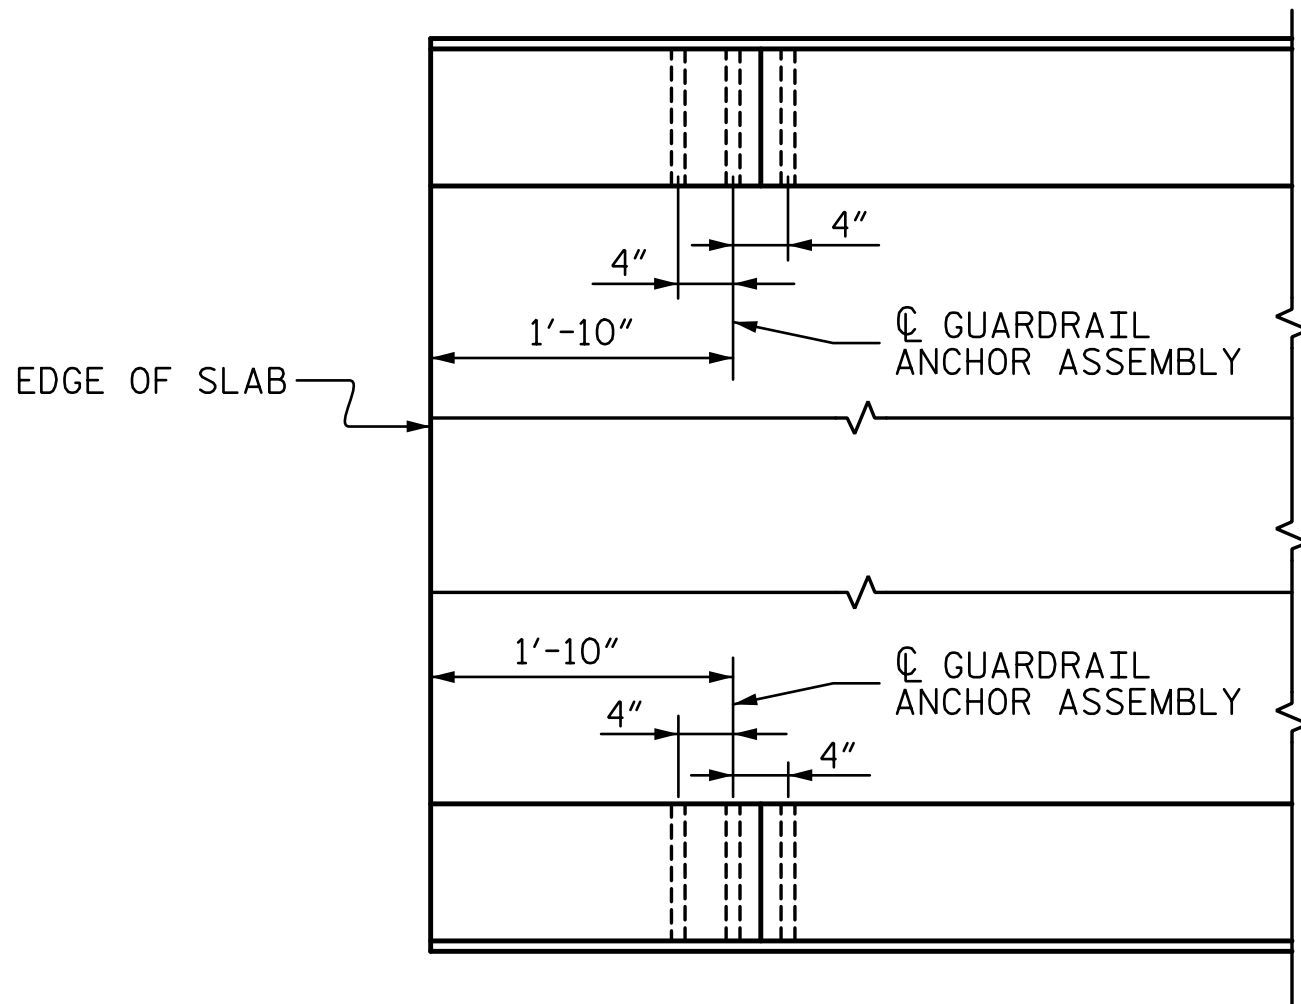 4"
4"
1'-10"
℄ GUARDRAIL
ANCHOR ASSEMBLY
EDGE OF SLAB
1'-10"
℄ GUARDRAIL
ANCHOR ASSEMBLY
4"
4"